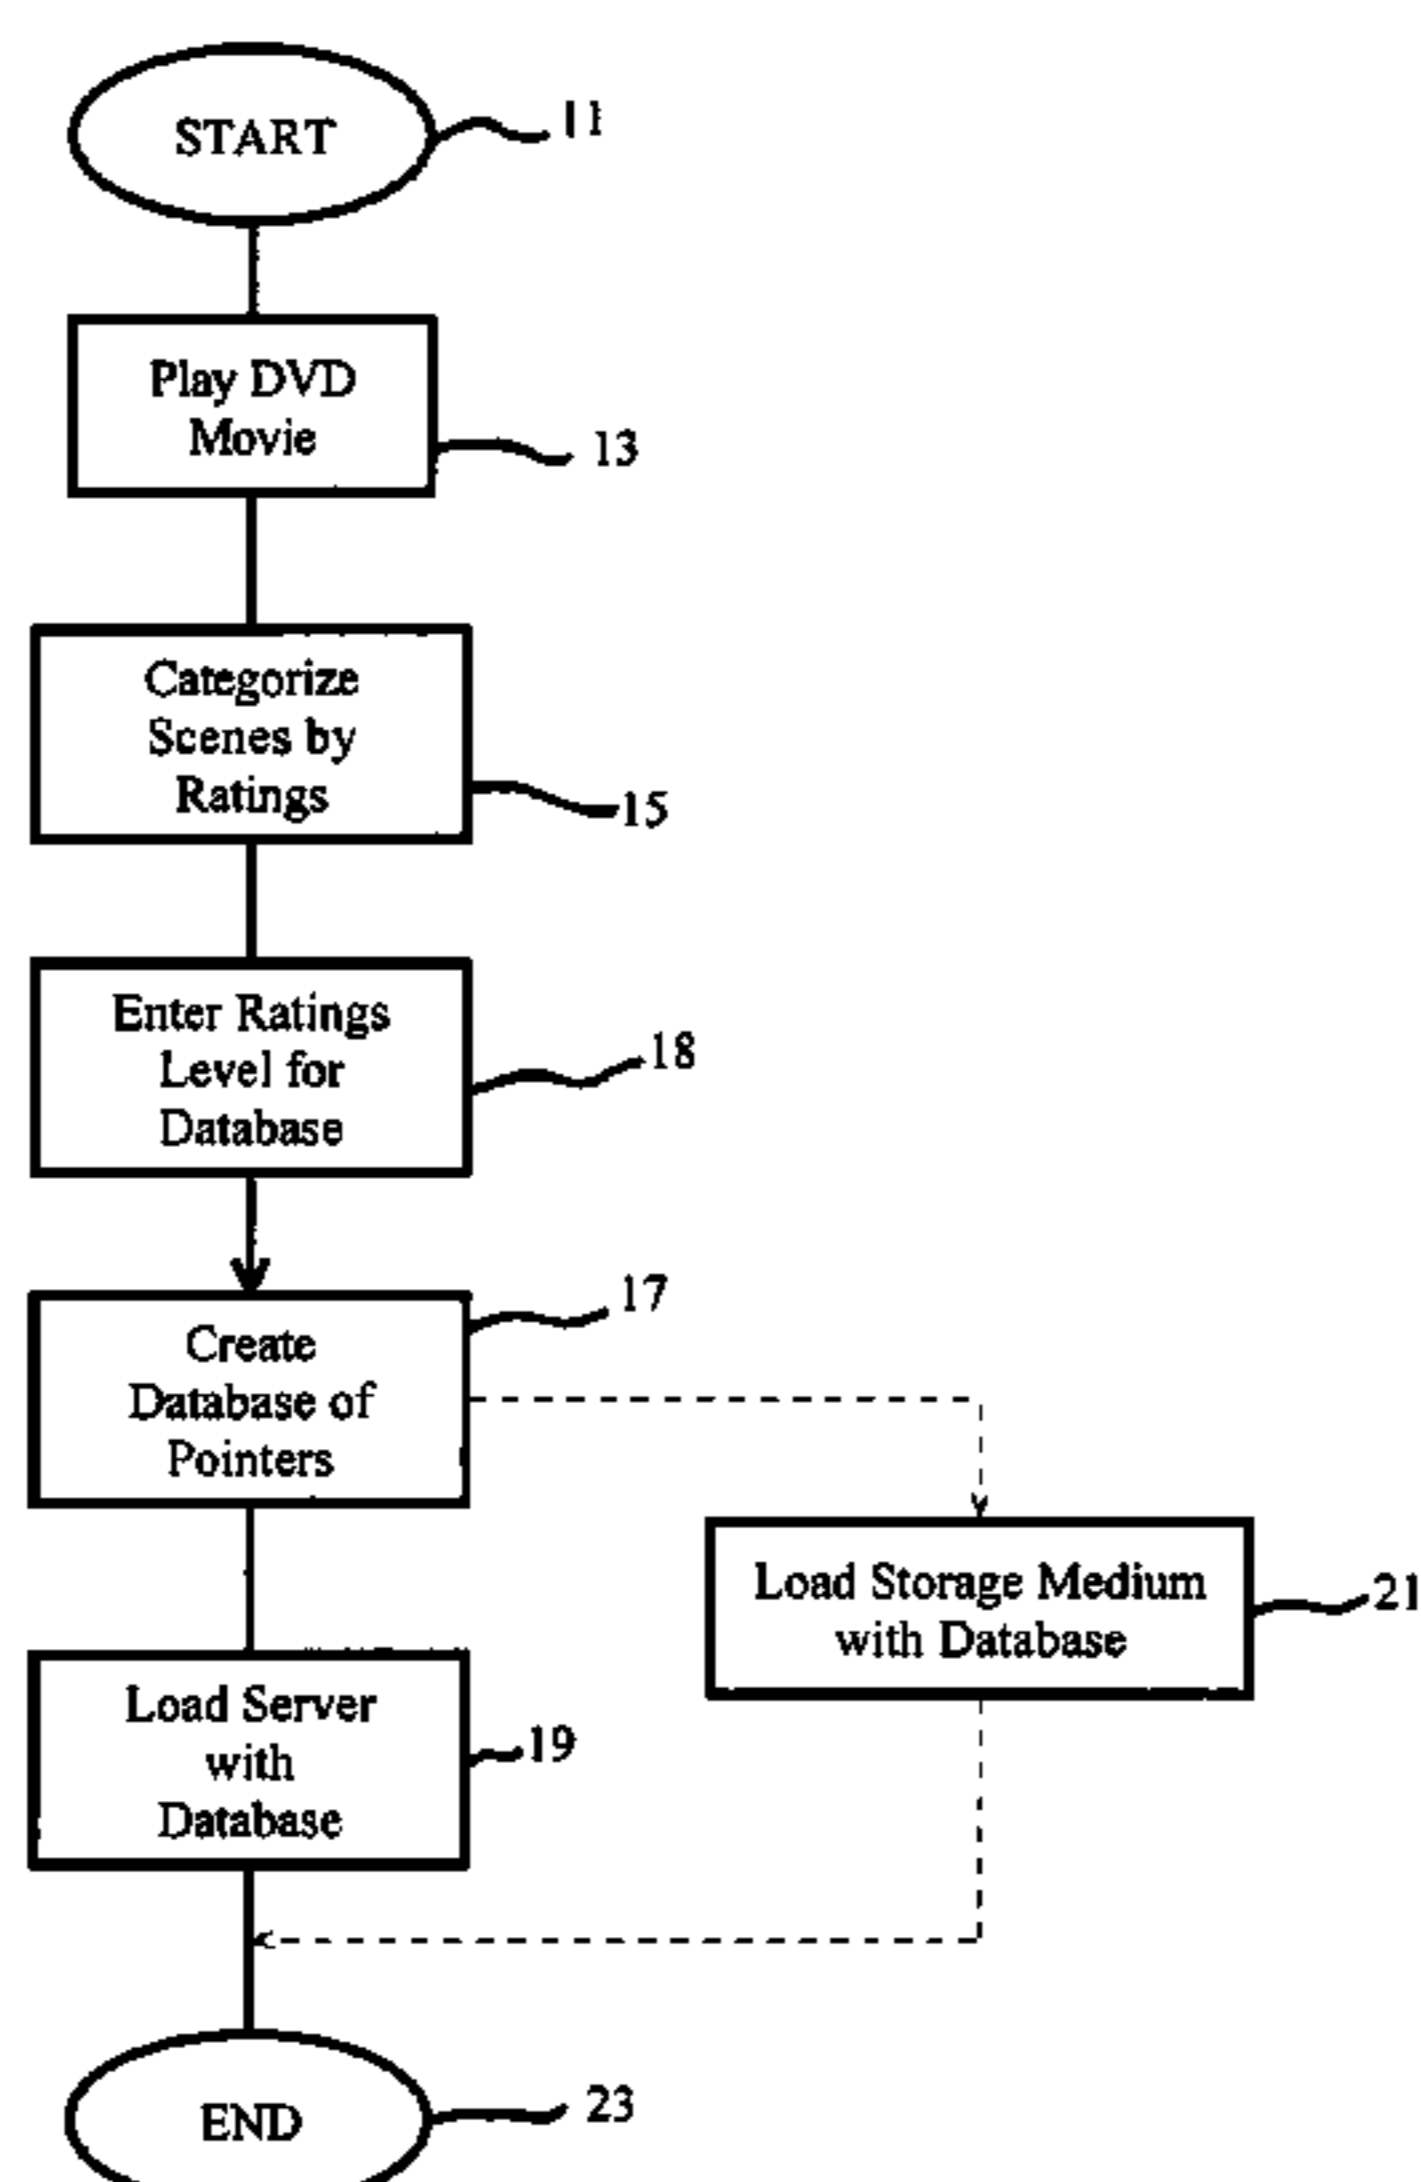 START
11
Play DVD
Movie
13
Categorize
Scenes by
Ratings
15
Enter Ratings
Level for
Database
18
17
Create
Database of
Pointers
Load Storage Medium
with Database
21
Load Server
with
Database
19
END
23